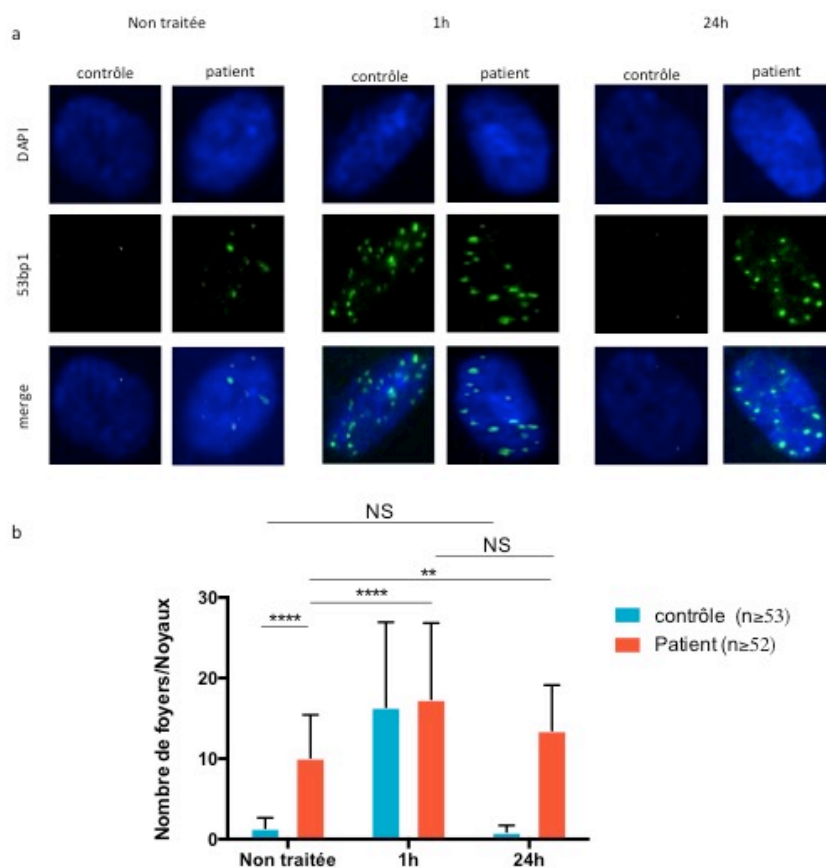 Non traitée 1h 24h
a
contrôle patient contrôle patient contrôle patient
DAPI
53bp1
merge
b
NS
NS
**
**** ****
30
20
10
0
Nombre de foyers/Noyaux
Non traitée 1h 24h
contrôle (n≥53)
Patient (n≥52)